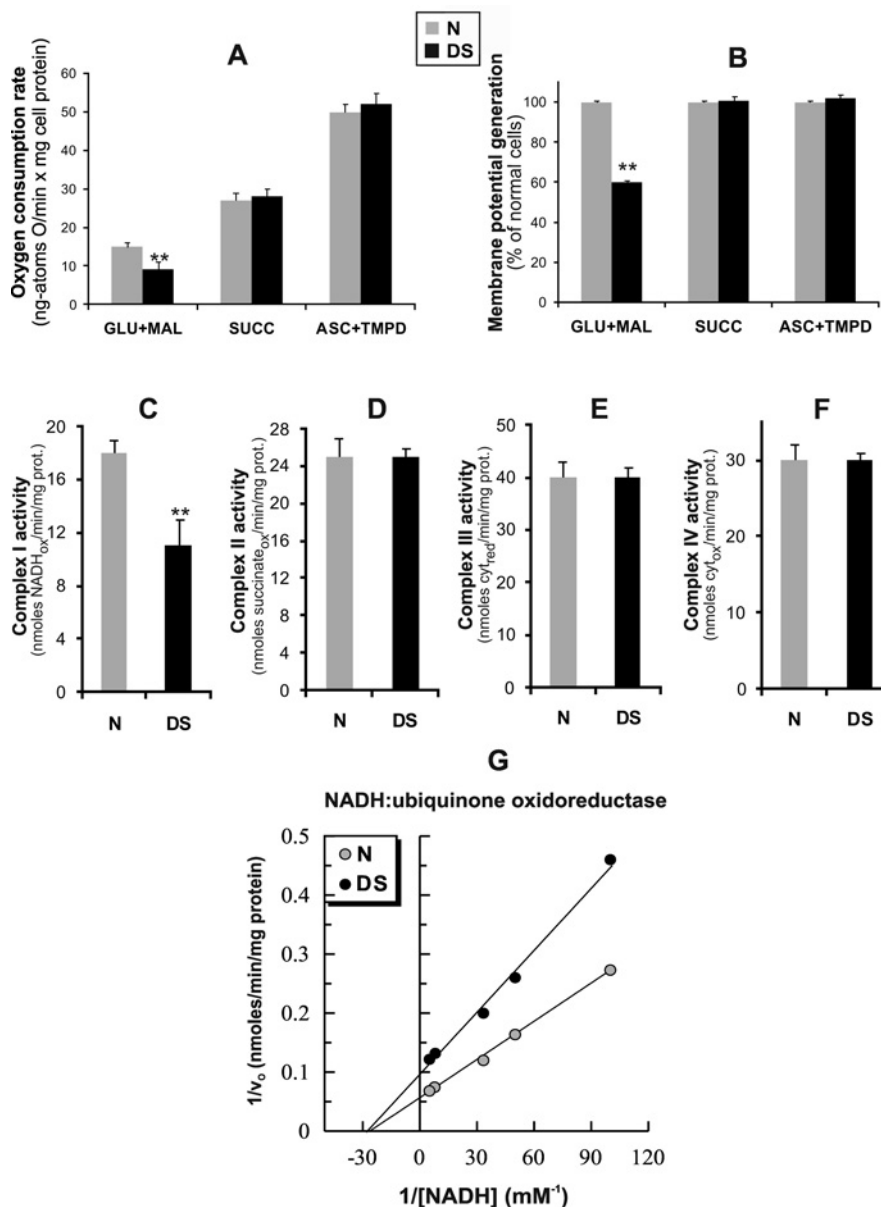 N
DS
A
Oxygen consumption rate
(ng-atoms O/min x mg cell protein)
60
50
40
30
20
10
0
**
GLU+MAL SUCC ASC+TMPD
B
Membrane potential generation
(% of normal cells)
100
80
60
40
20
0
**
GLU+MAL SUCC ASC+TMPD
C
Complex I activity
(nmoles NADHox/min/mg prot.)
20
16
12
8
4
0
**
N DS
D
Complex II activity
(nmoles succinateox/min/mg prot.)
28
24
20
16
12
8
4
0
N DS
E
Complex III activity
(nmoles cytred/min/mg prot.)
50
40
30
20
10
0
N DS
F
Complex IV activity
(nmoles cytox/min/mg prot.)
30
20
10
0
N DS
G
NADH:ubiquinone oxidoreductase
N
DS
1/vo (nmoles/min/mg protein)
0.5
0.4
0.3
0.2
0.1
0
-30 0 30 60 90 120
1/[NADH] (mM-1)